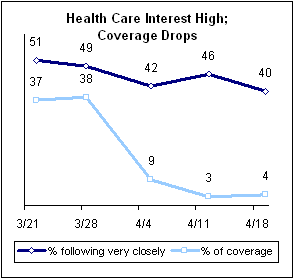 Health Care Interest High;
Coverage Drops
51
49
42
46
40
37
38
9
3
4
3/21 3/28 4/4 4/11 4/18
% following very closely % of coverage